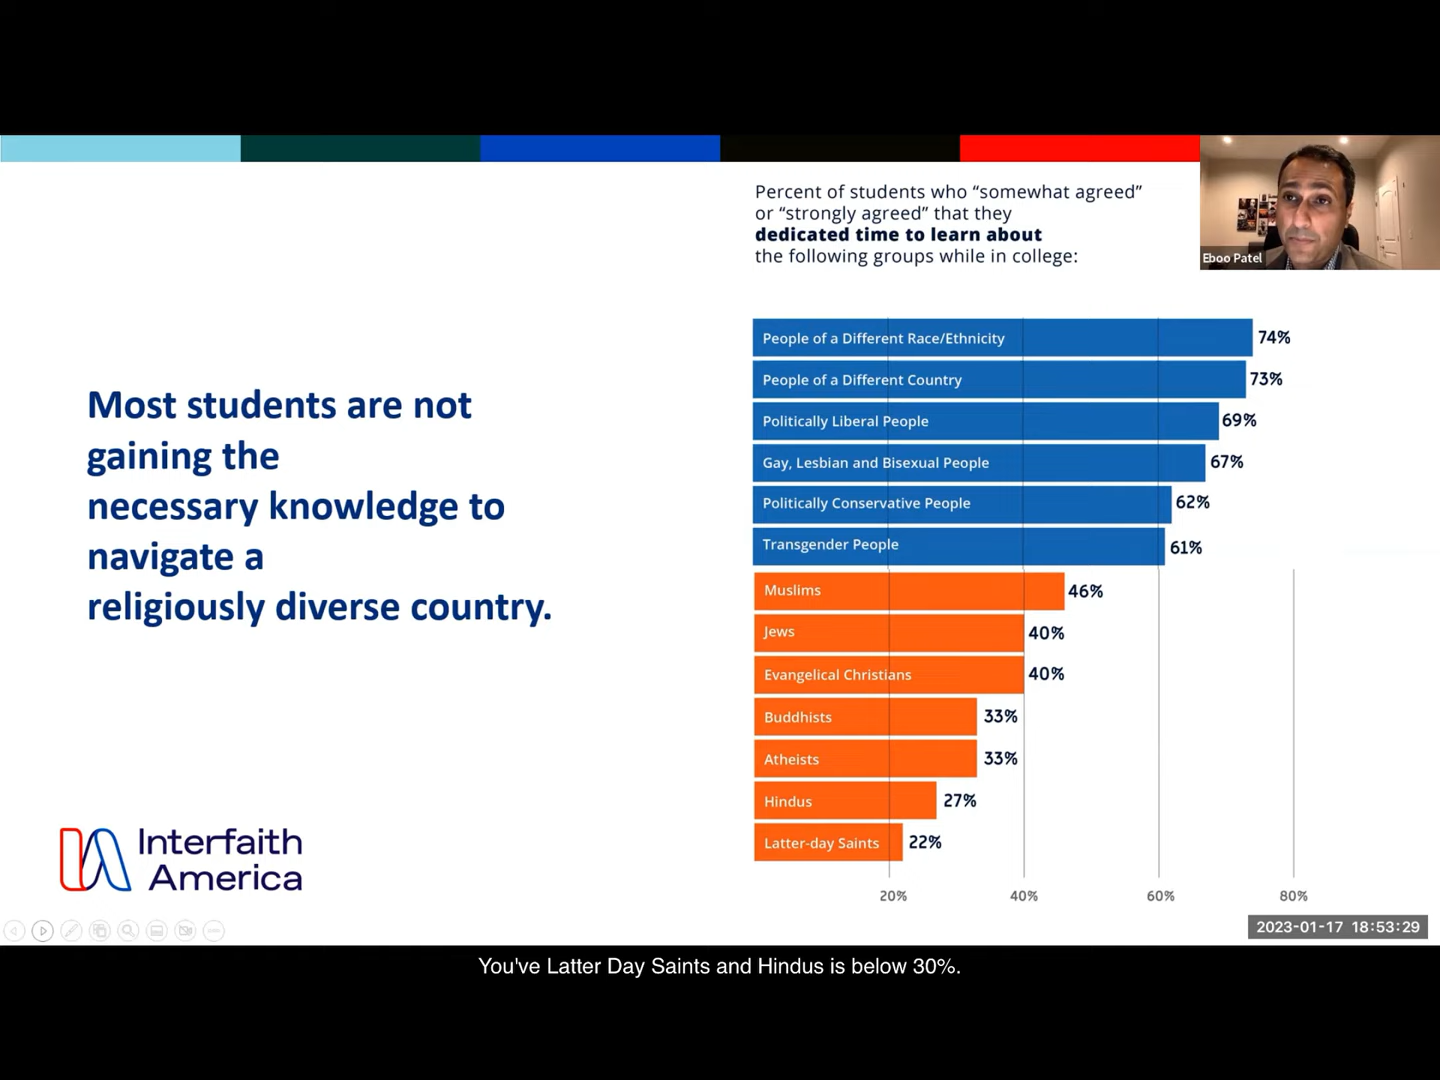 Percent of students who “somewhat agreed”
or “strongly agreed” that they
dedicated time to learn about
the following groups while in college:
Eboo Patel
Most students are not
gaining the
necessary knowledge to
navigate a
religiously diverse country.
People of a Different Race/Ethnicity 74%
People of a Different Country 73%
Politically Liberal People 69%
Gay, Lesbian and Bisexual People 67%
Politically Conservative People 62%
Transgender People 61%
Muslims 46%
Jews 40%
Evangelical Christians 40%
Buddhists 33%
Atheists 33%
Hindus 27%
Latter-day Saints 22%
20% 40% 60% 80%
Interfaith
America
2023-01-17 18:53:29
You've Latter Day Saints and Hindus is below 30%.